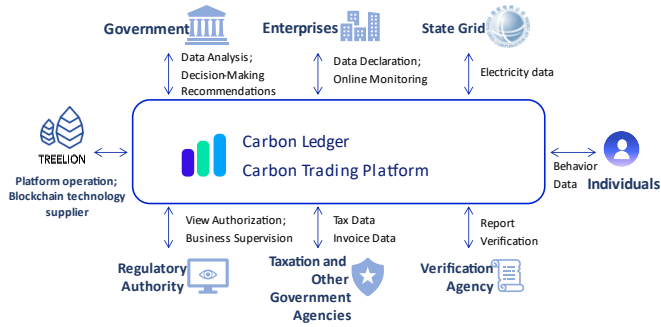 Government
Enterprises
State Grid
Data Analysis;
Decision-Making
Recommendations
Data Declaration;
Online Monitoring
Electricity data
TREELION
Platform operation;
Blockchain technology
supplier
Carbon Ledger
Carbon Trading Platform
Behavior
Data
Individuals
View Authorization;
Business Supervision
Tax Data
Invoice Data
Report
Verification
Regulatory
Authority
Taxation and
Other
Government
Agencies
Verification
Agency